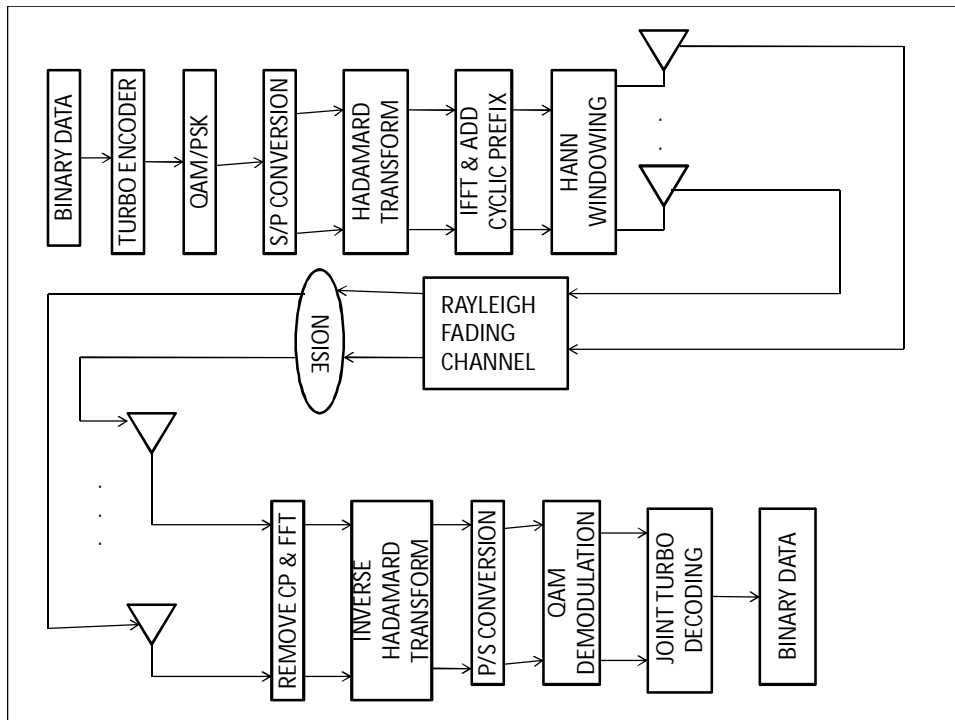 BINARY DATA
TURBO ENCODER
QAM/PSK
S/P CONVERSION
HADAMARD
TRANSFORM
IFFT & ADD
CYCLIC PREFIX
HANN
WINDOWING
NOISE
RAYLEIGH
FADING
CHANNEL
REMOVE CP & FFT
INVERSE
HADAMARD
TRANSFORM
P/S CONVERSION
QAM
DEMODULATION
JOINT TURBO
DECODING
BINARY DATA